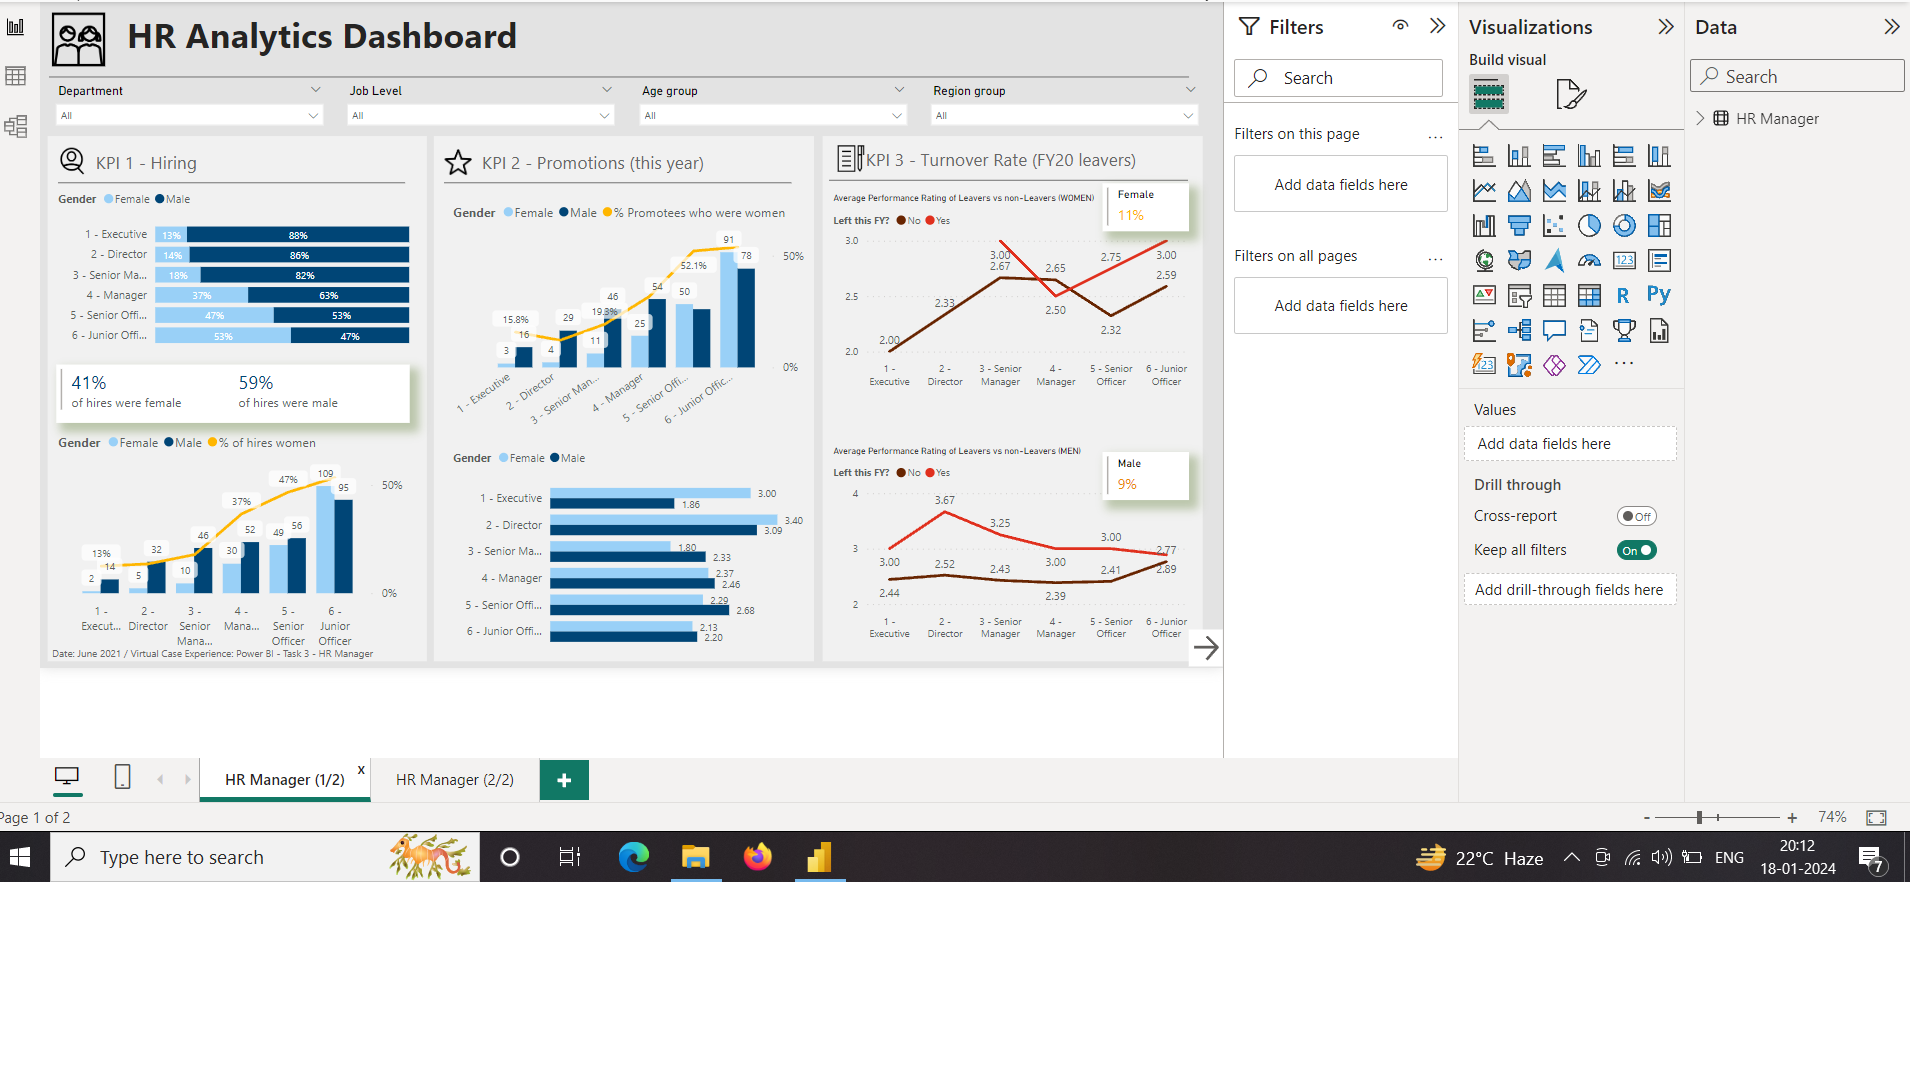 HR Analytics Dashboard
Department
All
Job Level
All
Age group
All
Region group
All
KPI 1 - Hiring
Gender Female Male
1 - Executive 13% 88%
2 - Director 14% 86%
3 - Senior Ma... 18% 82%
4 - Manager 37% 63%
5 - Senior Offi... 47% 53%
6 - Junior Offi... 53% 47%
41% 59%
of hires were female of hires were male
Gender Female Male % of hires women
50%
0%
13% 37% 47%
2 14 5 32 10 46 30 52 49 56 109 95
1 - Execut...
2 - Director
3 - Senior Mana...
4 - Mana...
5 - Senior Officer
6 - Junior Officer
Date: June 2021 / Virtual Case Experience: Power BI - Task 3 - HR Manager
KPI 2 - Promotions (this year)
Gender Female Male % Promotees who were women
50%
0%
15.8% 19.3% 52.1%
3 16 4 29 11 46 25 54 50 91 78
1 - Executive
2 - Director
3 - Senior Man...
4 - Manager
5 - Senior Offi...
6 - Junior Offic...
Gender Female Male
1 - Executive 3.00 1.86
2 - Director 3.40 3.09
3 - Senior Ma... 1.80 2.33
4 - Manager 2.37 2.46
5 - Senior Offi... 2.29 2.68
6 - Junior Offi... 2.13 2.20
KPI 3 - Turnover Rate (FY20 leavers)
Average Performance Rating of Leavers vs non-Leavers (WOMEN)
Female
11%
Left this FY? No Yes
3.0
2.5
2.0
2.00 2.33 2.67 2.65 2.32 2.59
3.00 2.50 2.75 3.00
1 - Executive
2 - Director
3 - Senior Manager
4 - Manager
5 - Senior Officer
6 - Junior Officer
Average Performance Rating of Leavers vs non-Leavers (MEN)
Male
9%
Left this FY? No Yes
4
3
2
3.00 3.67 3.25 3.00 3.00 2.77
2.44 2.52 2.43 2.39 2.41 2.89
1 - Executive
2 - Director
3 - Senior Manager
4 - Manager
5 - Senior Officer
6 - Junior Officer
Filters
Search
Filters on this page ...
Add data fields here
Filters on all pages ...
Add data fields here
Visualizations
Build visual
123
R
Py
123
...
Values
Add data fields here
Drill through
Cross-report Off
Keep all filters On
Add drill-through fields here
Data
Search
HR Manager
HR Manager (1/2) x
HR Manager (2/2)
+
Page 1 of 2
- + 74%
Type here to search
22°C Haze
ENG
20:12
18-01-2024
7